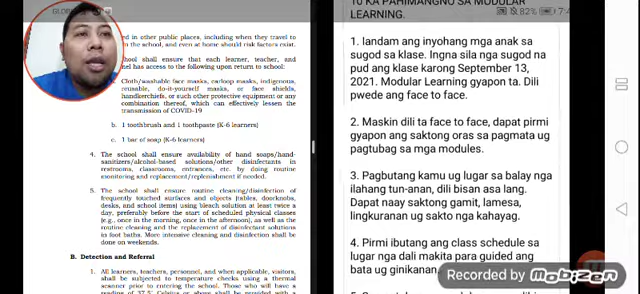 ed in other public places, including when they travel to
in the school, and even at home should risk factors exist.
hool shall ensure that each learner, teacher, and
nel has access to the following upon return to school:
Cloth/washable face masks, earloop masks, indigenous,
reusable, do-it-yourself masks, or face shields,
handkerchiefs, or such other protective equipment or any
combination thereof, which can effectively lessen the
transmission of COVID-19
b. 1 toothbrush and 1 toothpaste (K-6 learners)
c. 1 bar of soap (K-6 learners)
4. The school shall ensure availability of hand soaps/hand-
sanitizers/alcohol-based solutions/other disinfectants in
restrooms, classrooms, entrances, etc. by doing routine
monitoring and replacement/replenishment if needed.
5. The school shall ensure routine cleaning/disinfection of
frequently touched surfaces and objects (tables, doorknobs,
desks, and school items) using bleach solution at least twice a
day, preferably before the start of scheduled physical classes
(e.g., once in the morning, once in the afternoon), as well as the
routine cleaning and the replacement of disinfectant solutions
in foot baths. More intensive cleaning and disinfection shall be
done on weekends.
B. Detection and Referral
1. All learners, teachers, personnel, and when applicable, visitors,
shall be subjected to temperature checks using a thermal
scanner prior to entering the school. Those who will have a
10 KA PAHIMANGNO SA MODULAR
LEARNING.
82%
1. Iandam ang inyohang mga anak sa
sugod sa klase. Ingna sila nga sugod na
pud ang klase karong September 13,
2021. Modular Learning gyapon ta. Dili
pwede ang face to face.
2. Maskin dili ta face to face, dapat pirmi
gyapon ang saktong oras sa pagmata ug
pagtubag sa mga modules.
3. Pagbutang kamu ug lugar sa balay nga
ilahang tun-anan, dili bisan asa lang.
Dapat naay saktong gamit, lamesa,
lingkuranan ug sakto nga kahayag.
4. Pirmi ibutang ang class schedule sa
lugar nga dali makita para guided ang
bata ug ginikanan.
Recorded by Mobizen